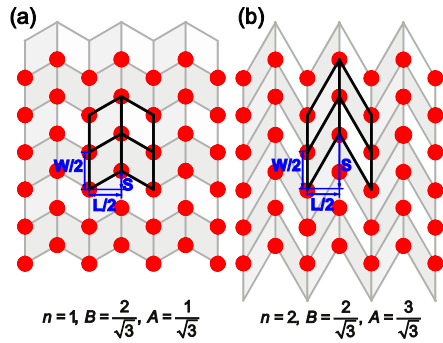 (a)
(b)
W/2
S
L/2
W/2
S
L/2
n = 1, B = 2/√3, A = 1/√3
n = 2, B = 2/√3, A = 3/√3